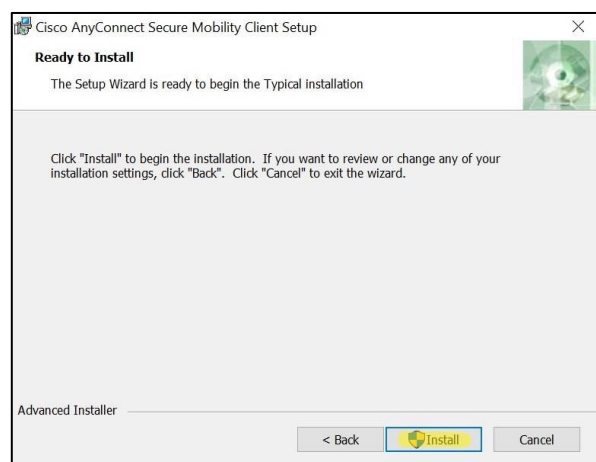 Cisco AnyConnect Secure Mobility Client Setup
Ready to Install
The Setup Wizard is ready to begin the Typical installation
Click "Install" to begin the installation.  If you want to review or change any of your
installation settings, click "Back".  Click "Cancel" to exit the wizard.
Advanced Installer
< Back Install Cancel